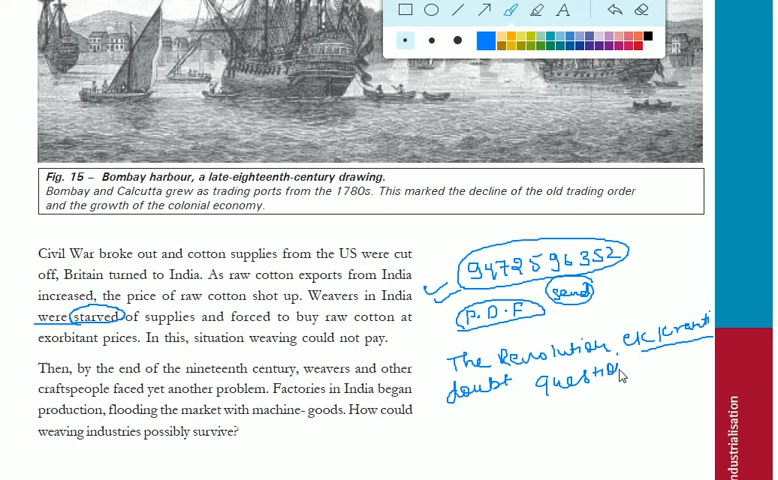 Fig. 15 – Bombay harbour, a late-eighteenth-century drawing.
Bombay and Calcutta grew as trading ports from the 1780s. This marked the decline of the old trading order
and the growth of the colonial economy.
Civil War broke out and cotton supplies from the US were cut
off, Britain turned to India. As raw cotton exports from India
increased, the price of raw cotton shot up. Weavers in India
were starved of supplies and forced to buy raw cotton at
exorbitant prices. In this, situation weaving could not pay.
Then, by the end of the nineteenth century, weavers and other
craftspeople faced yet another problem. Factories in India began
production, flooding the market with machine- goods. How could
weaving industries possibly survive?
9472596352
send
P.D.F
The Revolution, ek kranti
doubt questio
ndustrialisation
A